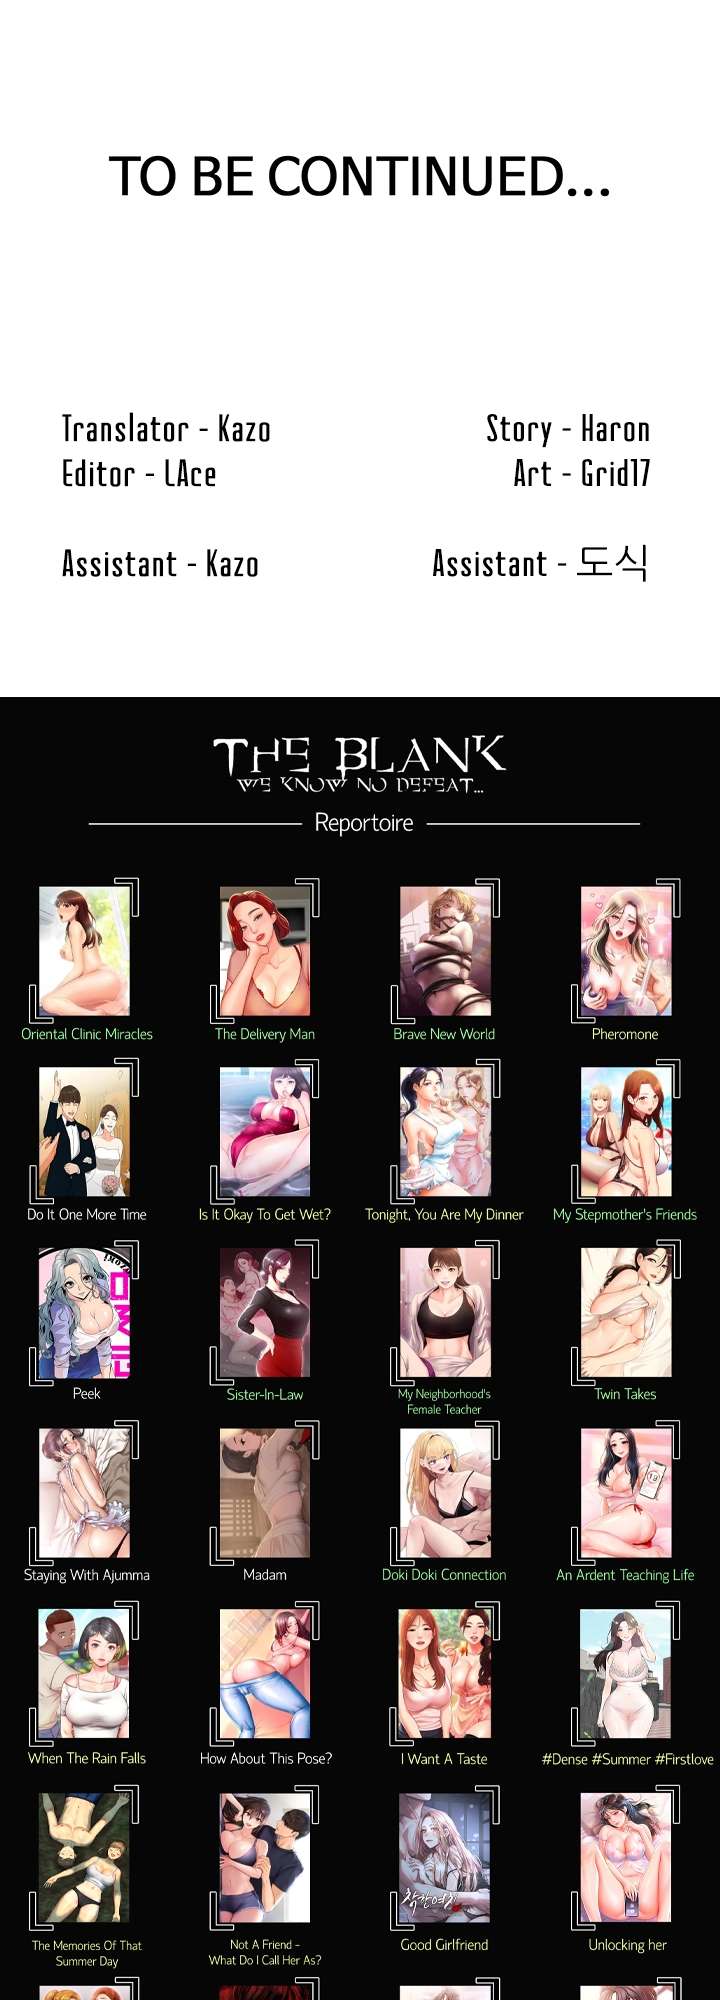 TO BE CONTINUED...
Translator - Kazo
Editor - LAce
Assistant - Kazo
Story - Haron
Art - Grid17
Assistant - 도식
THE BLANK
WE KNOW NO DEFEAT...
Reportoire
Oriental Clinic Miracles
The Delivery Man
Brave New World
Pheromone
Do It One More Time
Is It Okay To Get Wet?
Tonight, You Are My Dinner
My Stepmother's Friends
Peek
Sister-In-Law
My Neighborhood's
Female Teacher
Twin Takes
Staying With Ajumma
Madam
Doki Doki Connection
An Ardent Teaching Life
When The Rain Falls
How About This Pose?
I Want A Taste
#Dense #Summer #Firstlove
The Memories Of That
Summer Day
Not A Friend -
What Do I Call Her As?
착한여친
Good Girlfriend
Unlocking her